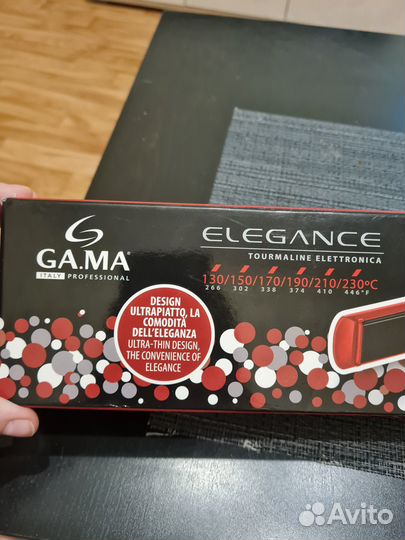 GA.MA
ITALY PROFESSIONAL
ELEGANCE
TOURMALINE ELETTRONICA
130/150/170/190/210/230ºC
266 302 338 374 410 446°F
DESIGN
ULTRAPIATTO, LA
COMODITÀ
DELL'ELEGANZA
ULTRA-THIN DESIGN,
THE CONVENIENCE OF
ELEGANCE
Avito